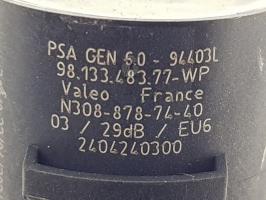 PSA GEN 6.0 - 94403L
98.133.483.77-WP
Valeo France
N308-878-74-40
03 / 29dB / EU6
2404240300